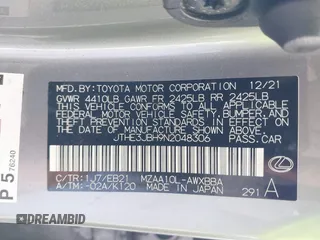 MFD. BY: TOYOTA MOTOR CORPORATION 12/21
GVWR 4410LB GAWR FR 2425LB RR 2425LB
THIS VEHICLE CONFORMS TO ALL APPLICABLE
FEDERAL MOTOR VEHICLE SAFETY, BUMPER, AND
THEFT PREVENTION STANDARDS IN EFFECT ON
THE DATE OF MANUFACTURE SHOWN ABOVE.
JTHE3JBH9N2048306 PASS.CAR
C/TR: 1J7/EB21 MZAA10L-AWXBBA
A/TM: -02A/K120 MADE IN JAPAN 291 A
P 5
76240
DREAMBID